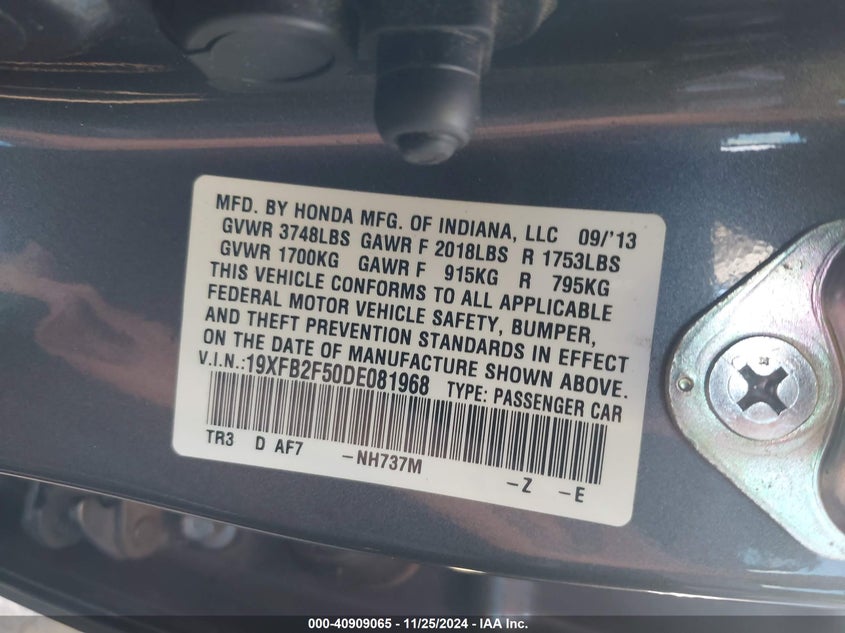 MFD. BY HONDA MFG. OF INDIANA, LLC 09/'13
GVWR 3748LBS GAWR F 2018LBS R 1753LBS
GVWR 1700KG GAWR F 915KG R 795KG
THIS VEHICLE CONFORMS TO ALL APPLICABLE
FEDERAL MOTOR VEHICLE SAFETY, BUMPER,
AND THEFT PREVENTION STANDARDS IN EFFECT
ON THE DATE OF MANUFACTURE SHOWN ABOVE.
V.I.N.:19XFB2F50DE081968 TYPE: PASSENGER CAR
TR3 D AF7 -NH737M -Z -E
000-40909065 - 11/25/2024 - IAA Inc.